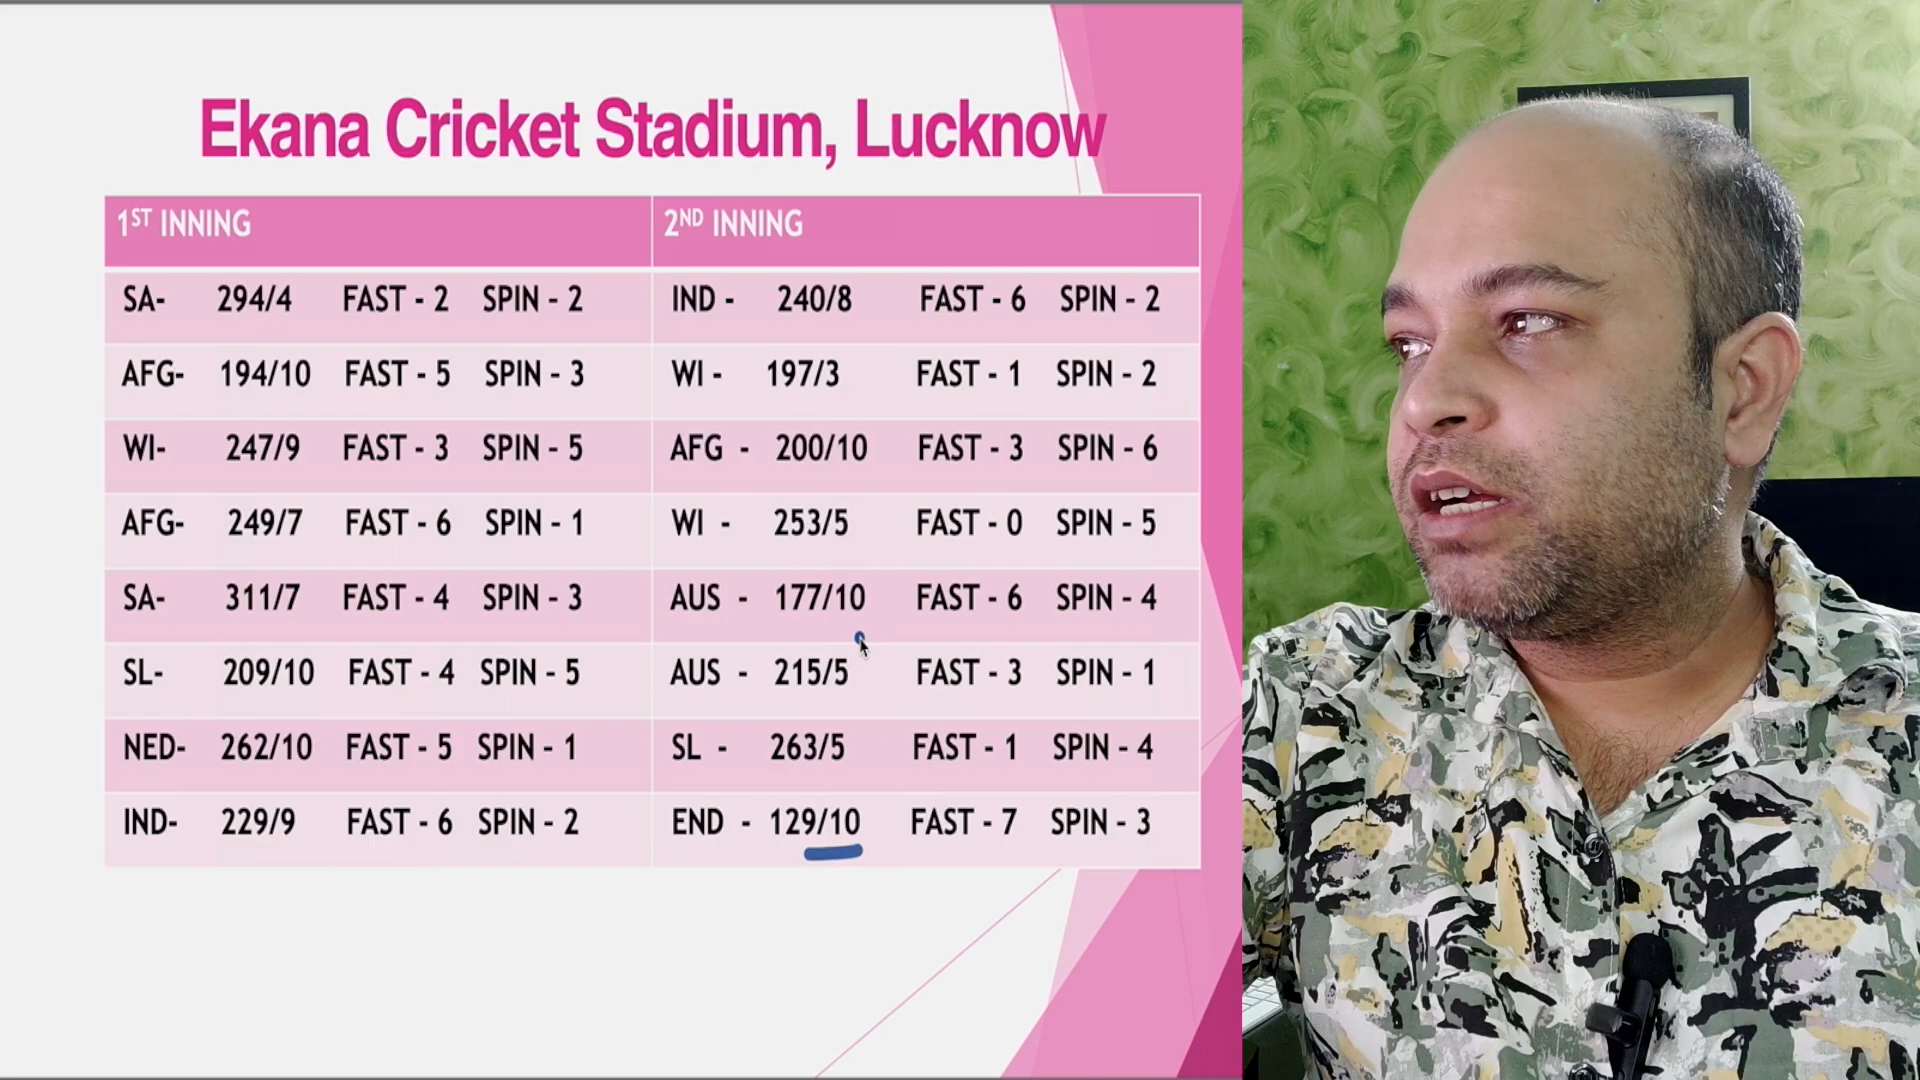 Ekana Cricket Stadium, Lucknow
1ST INNING 2ND INNING
SA- 294/4 FAST - 2 SPIN - 2 IND - 240/8 FAST - 6 SPIN - 2
AFG- 194/10 FAST - 5 SPIN - 3 WI - 197/3 FAST - 1 SPIN - 2
WI- 247/9 FAST - 3 SPIN - 5 AFG - 200/10 FAST - 3 SPIN - 6
AFG- 249/7 FAST - 6 SPIN - 1 WI - 253/5 FAST - 0 SPIN - 5
SA- 311/7 FAST - 4 SPIN - 3 AUS - 177/10 FAST - 6 SPIN - 4
SL- 209/10 FAST - 4 SPIN - 5 AUS - 215/5 FAST - 3 SPIN - 1
NED- 262/10 FAST - 5 SPIN - 1 SL - 263/5 FAST - 1 SPIN - 4
IND- 229/9 FAST - 6 SPIN - 2 END - 129/10 FAST - 7 SPIN - 3